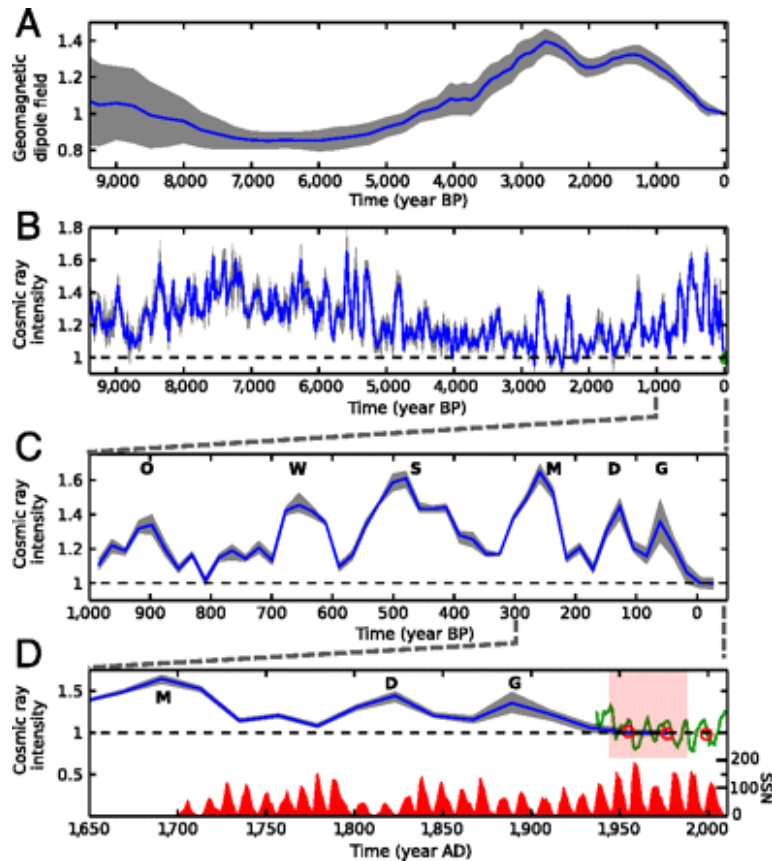 A
Geomagnetic
dipole field
1.4
1.2
1
0.8
9,000 8,000 7,000 6,000 5,000 4,000 3,000 2,000 1,000 0
Time (year BP)
B
Cosmic ray
intensity
1.8
1.6
1.4
1.2
1
9,000 8,000 7,000 6,000 5,000 4,000 3,000 2,000 1,000 0
Time (year BP)
C
Cosmic ray
intensity
O W S M D G
1.6
1.4
1.2
1
1,000 900 800 700 600 500 400 300 200 100 0
Time (year BP)
D
Cosmic ray
intensity
M D G
1.5
1
0.5
200
100
0
SSN
1,650 1,700 1,750 1,800 1,850 1,900 1,950 2,000
Time (year AD)